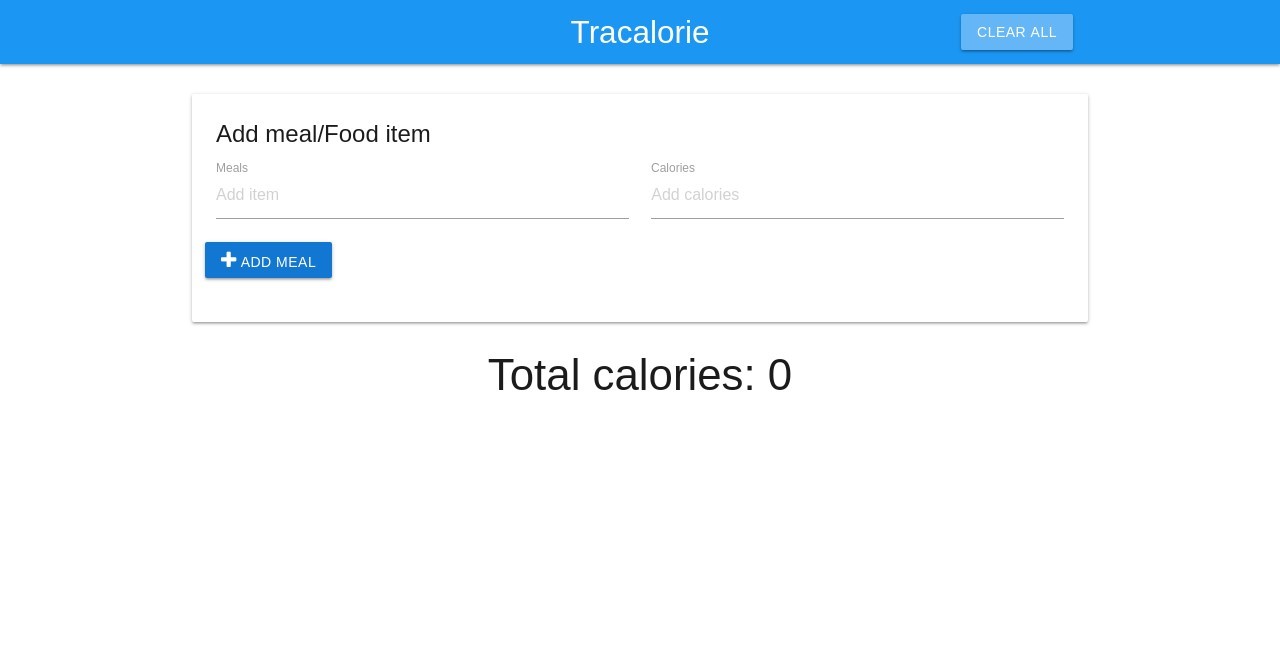 Tracalorie
CLEAR ALL
Add meal/Food item
Meals
Calories
Add item
Add calories
ADD MEAL
Total calories: 0